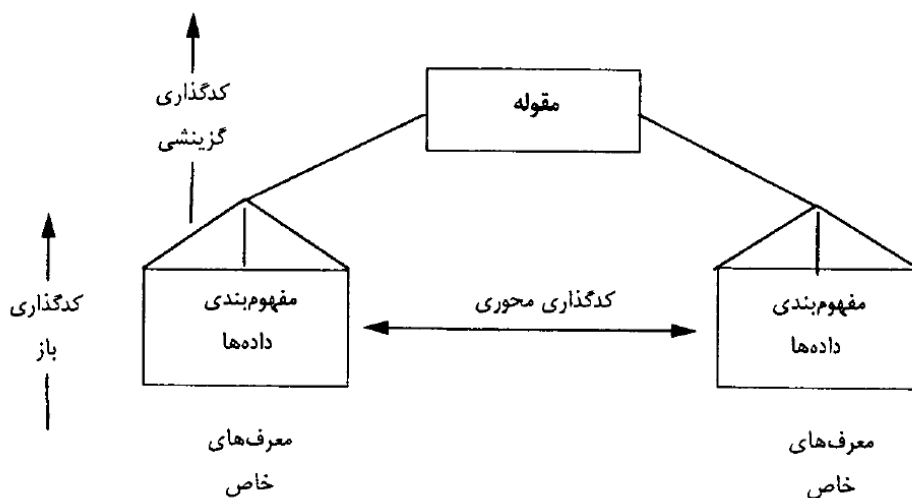 کدگذاری
گزینشی
مقوله
کدگذاری
باز
مفهوم‌بندی
داده‌ها
کدگذاری محوری
مفهوم‌بندی
داده‌ها
معرف‌های
خاص
معرف‌های
خاص